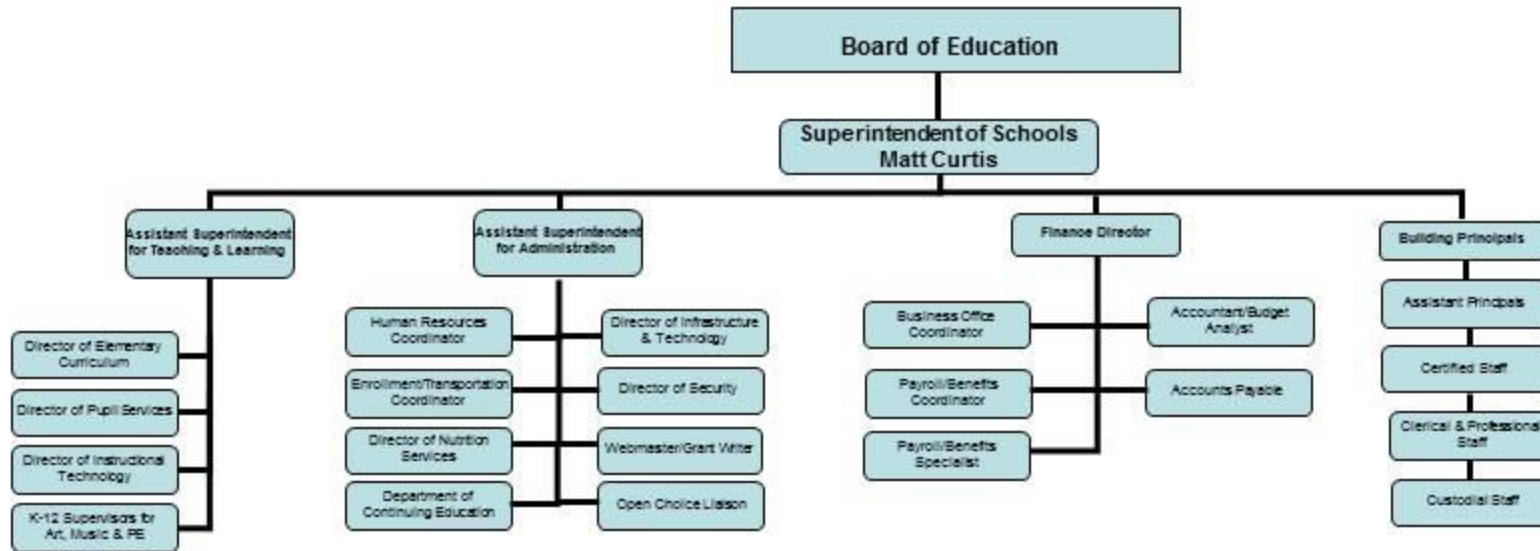 Board of Education
Superintendent of Schools
Matt Curtis
Assistant Superintendent
for Teaching & Learning
Director of Elementary
Curriculum
Director of Pupil Services
Director of Instructional
Technology
K-12 Supervisors for
Art, Music & PE
Assistant Superintendent
for Administration
Human Resources
Coordinator
Director of Infrastructure
& Technology
Enrollment/Transportation
Coordinator
Director of Security
Director of Nutrition
Services
Webmaster/Grant Writer
Department of
Continuing Education
Open Choice Liaison
Finance Director
Business Office
Coordinator
Accountant/Budget
Analyst
Payroll/Benefits
Coordinator
Accounts Payable
Payroll/Benefits
Specialist
Building Principals
Assistant Principals
Certified Staff
Clerical & Professional
Staff
Custodial Staff